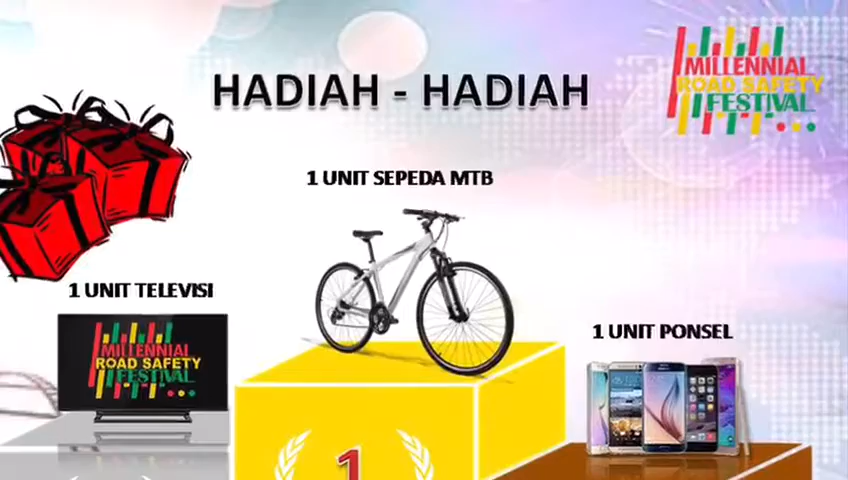 HADIAH - HADIAH
MILLENNIAL
ROAD SAFETY
FESTIVAL
1 UNIT SEPEDA MTB
1 UNIT TELEVISI
1 UNIT PONSEL
MILLENNIAL
ROAD SAFETY
FESTIVAL
1